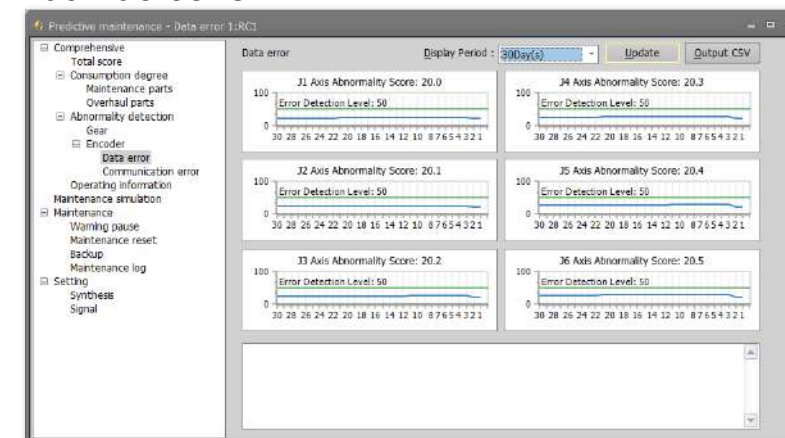 Predictive maintenance - Data error 1:RC1
Comprehensive
Total score
Consumption degree
Maintenance parts
Overhaul parts
Abnormality detection
Gear
Encoder
Data error
Communication error
Operating information
Maintenance simulation
Maintenance
Warning pause
Maintenance reset
Backup
Maintenance log
Setting
Synthesis
Signal
Data error
Display Period : 30Day(s) Update Output CSV
J1 Axis Abnormality Score: 20.0
100
Error Detection Level: 50
0
30 28 26 24 22 20 18 16 14 12 10 8 7 6 5 4 3 2 1
J4 Axis Abnormality Score: 20.3
100
Error Detection Level: 50
0
30 28 26 24 22 20 18 16 14 12 10 8 7 6 5 4 3 2 1
J2 Axis Abnormality Score: 20.1
100
Error Detection Level: 50
0
30 28 26 24 22 20 18 16 14 12 10 8 7 6 5 4 3 2 1
J5 Axis Abnormality Score: 20.4
100
Error Detection Level: 50
0
30 28 26 24 22 20 18 16 14 12 10 8 7 6 5 4 3 2 1
J3 Axis Abnormality Score: 20.2
100
Error Detection Level: 50
0
30 28 26 24 22 20 18 16 14 12 10 8 7 6 5 4 3 2 1
J6 Axis Abnormality Score: 20.5
100
Error Detection Level: 50
0
30 28 26 24 22 20 18 16 14 12 10 8 7 6 5 4 3 2 1